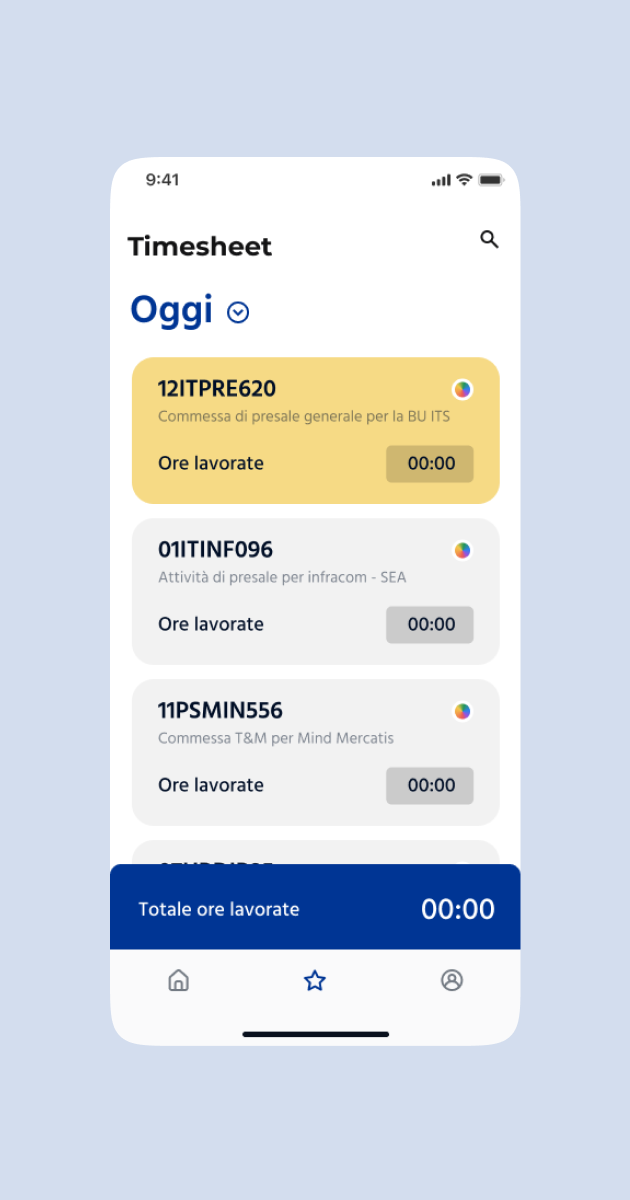 9:41
Timesheet
Oggi
12ITPRE620
Commessa di presale generale per la BU ITS
Ore lavorate 00:00
01ITINF096
Attività di presale per infracom - SEA
Ore lavorate 00:00
11PSMIN556
Commessa T&M per Mind Mercatis
Ore lavorate 00:00
Totale ore lavorate 00:00